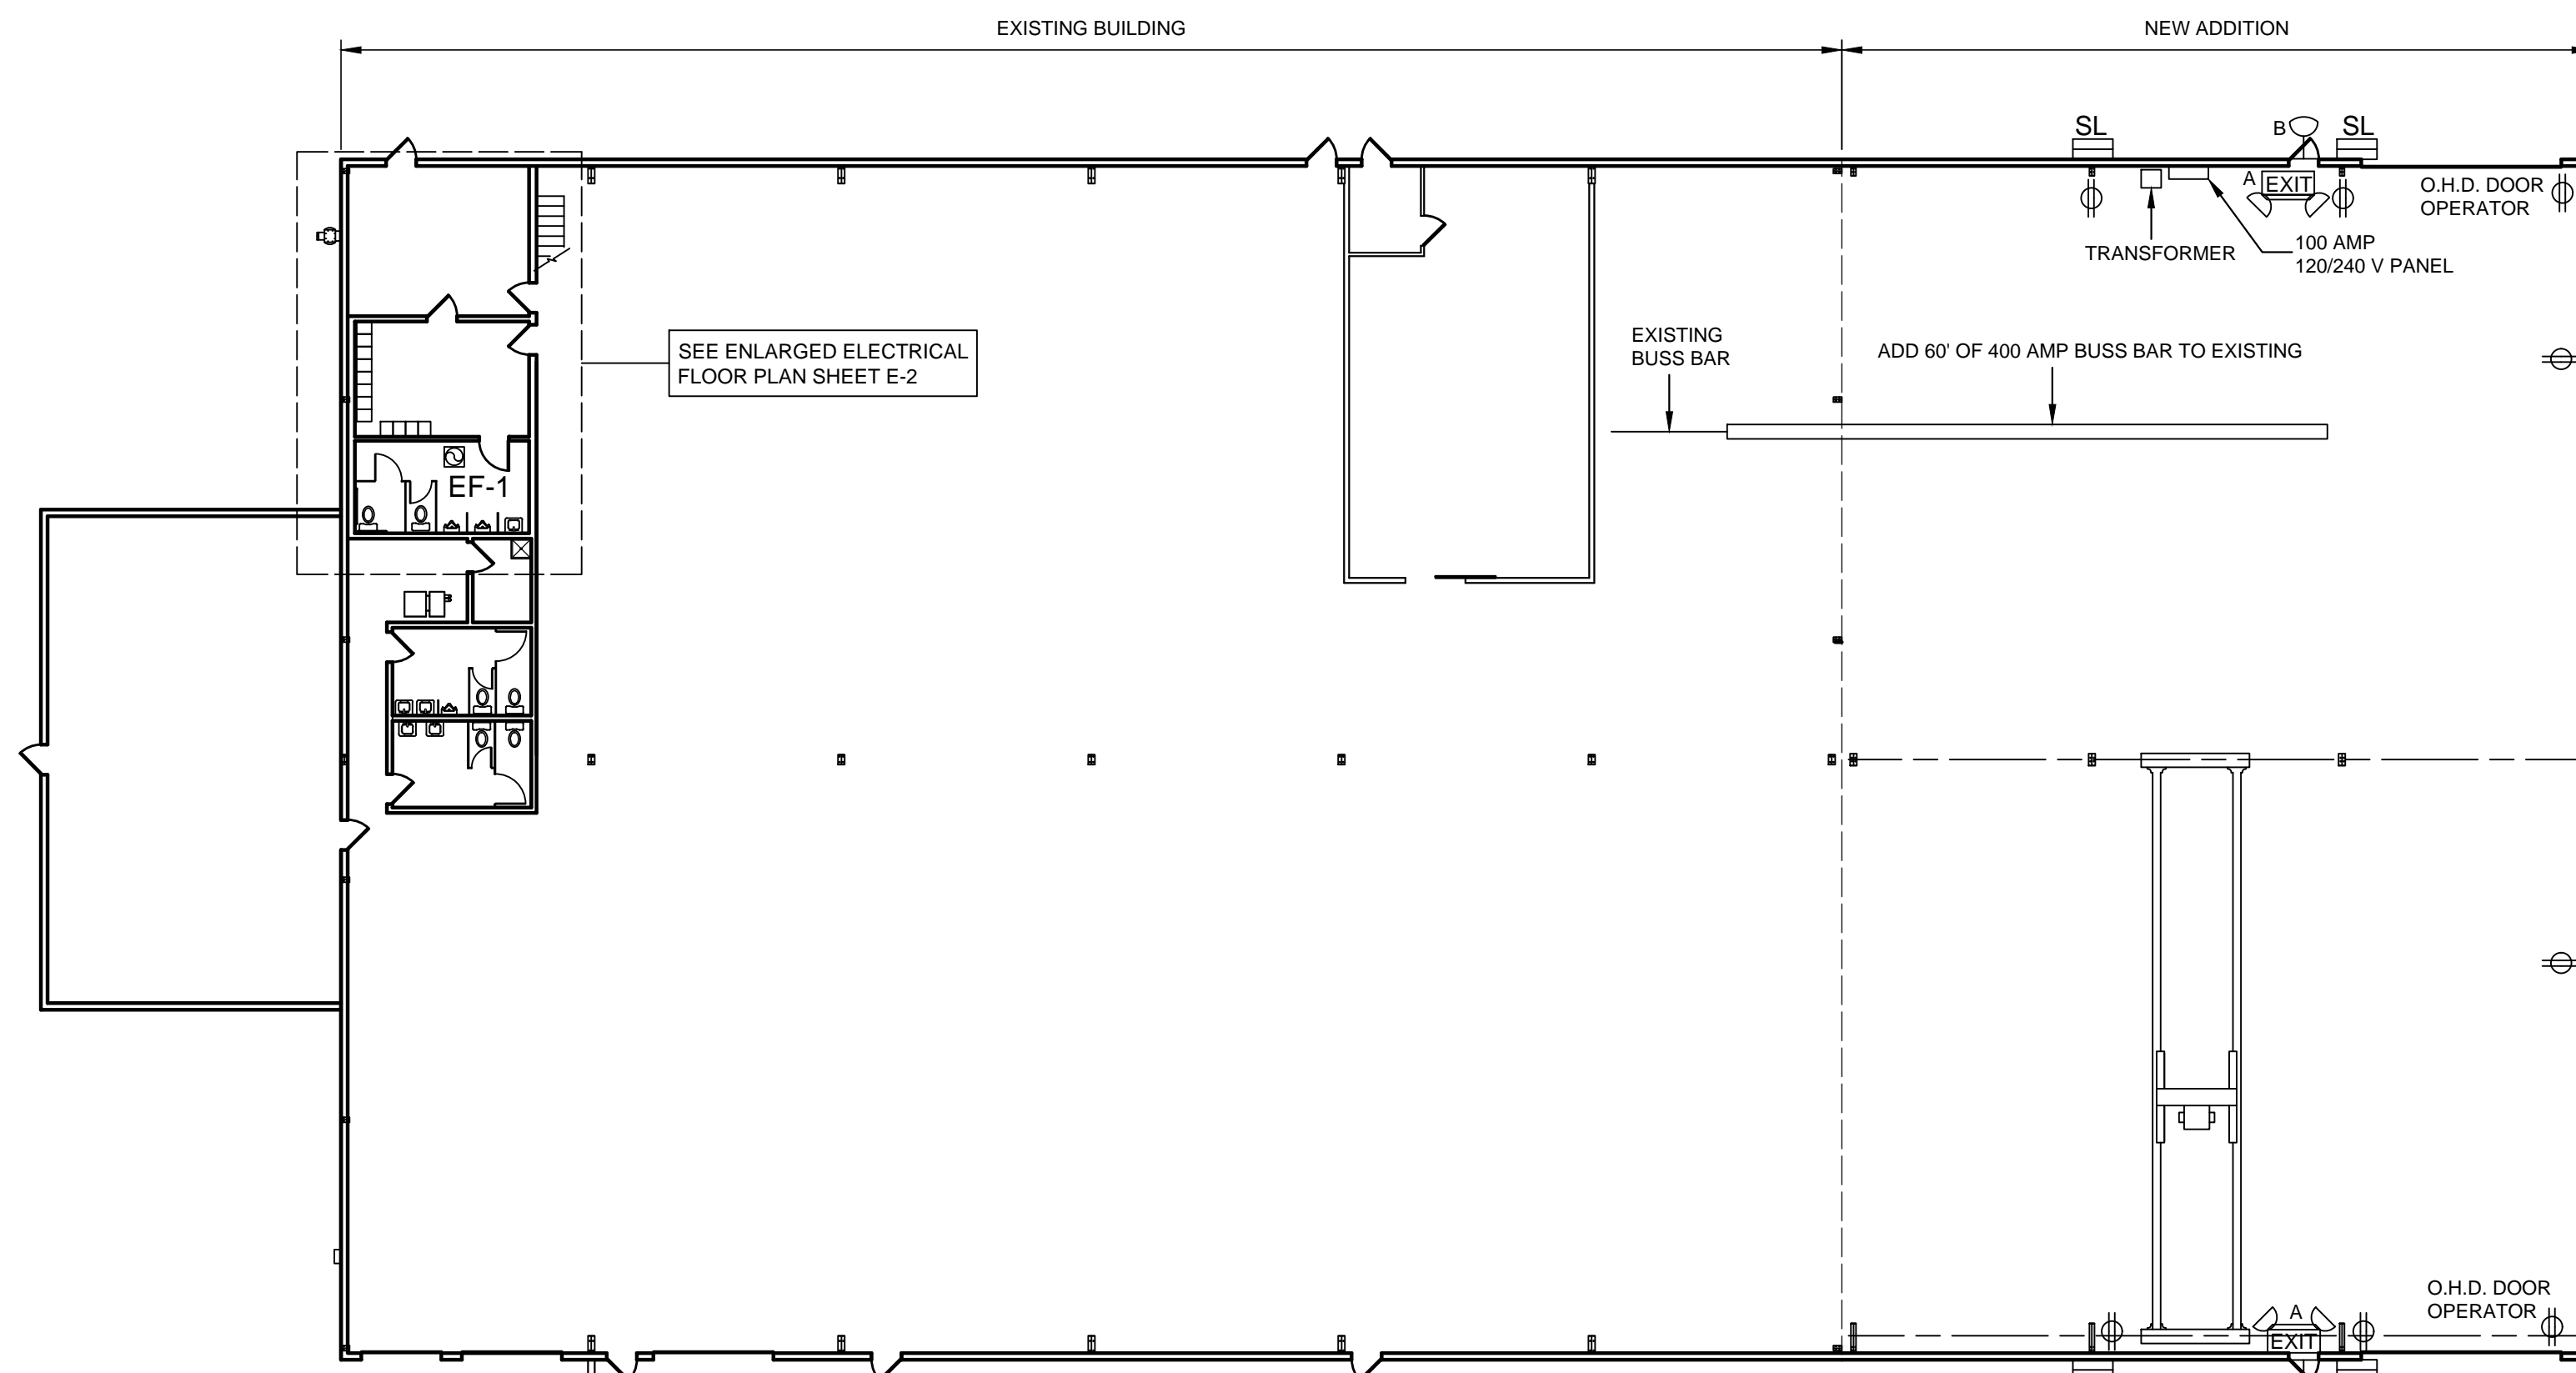 EXISTING BUILDING
NEW ADDITION
SL
B
SL
A
EXIT
O.H.D. DOOR
OPERATOR
TRANSFORMER
100 AMP
120/240 V PANEL
SEE ENLARGED ELECTRICAL
FLOOR PLAN SHEET E-2
EXISTING
BUSS BAR
ADD 60' OF 400 AMP BUSS BAR TO EXISTING
EF-1
O.H.D. DOOR
OPERATOR
A
EXIT